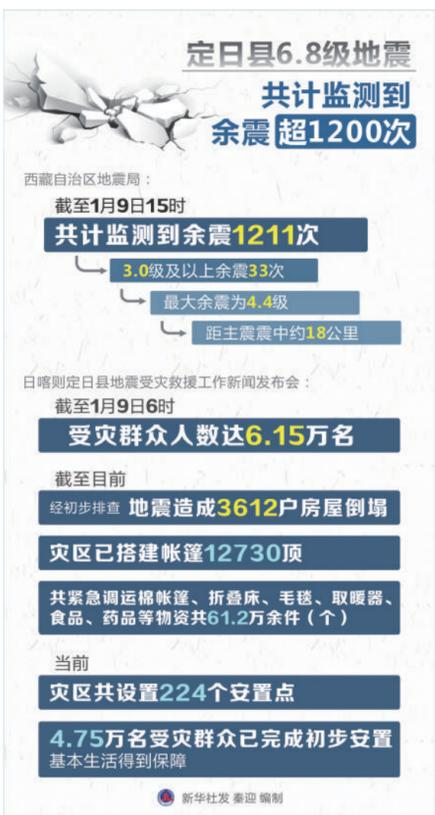 定日县6.8级地震
共计监测到
余震超1200次
西藏自治区地震局：
截至1月9日15时
共计监测到余震1211次
3.0级及以上余震33次
最大余震为4.4级
距主震震中约18公里
日喀则定日县地震受灾救援工作新闻发布会：
截至1月9日6时
受灾群众人数达6.15万名
截至目前
经初步排查 地震造成3612户房屋倒塌
灾区已搭建帐篷12730顶
共紧急调运棉帐篷、折叠床、毛毯、取暖器、
食品、药品等物资共61.2万余件（个）
当前
灾区共设置224个安置点
4.75万名受灾群众已完成初步安置
基本生活得到保障
新华社发 秦迎 编制